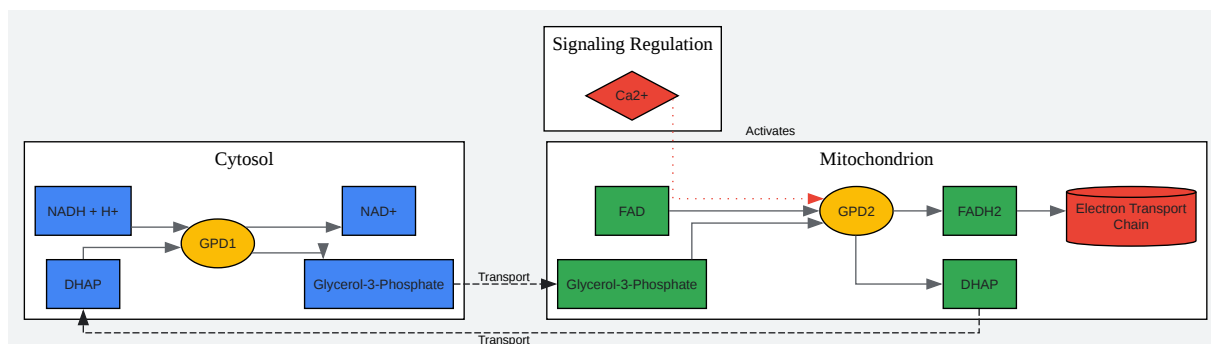 Signaling Regulation
Ca2+
Activates
Cytosol
Mitochondrion
NADH + H+
NAD+
GPD1
DHAP
Glycerol-3-Phosphate
Transport
FAD
GPD2
FADH2
Electron Transport
Chain
Glycerol-3-Phosphate
DHAP
Transport